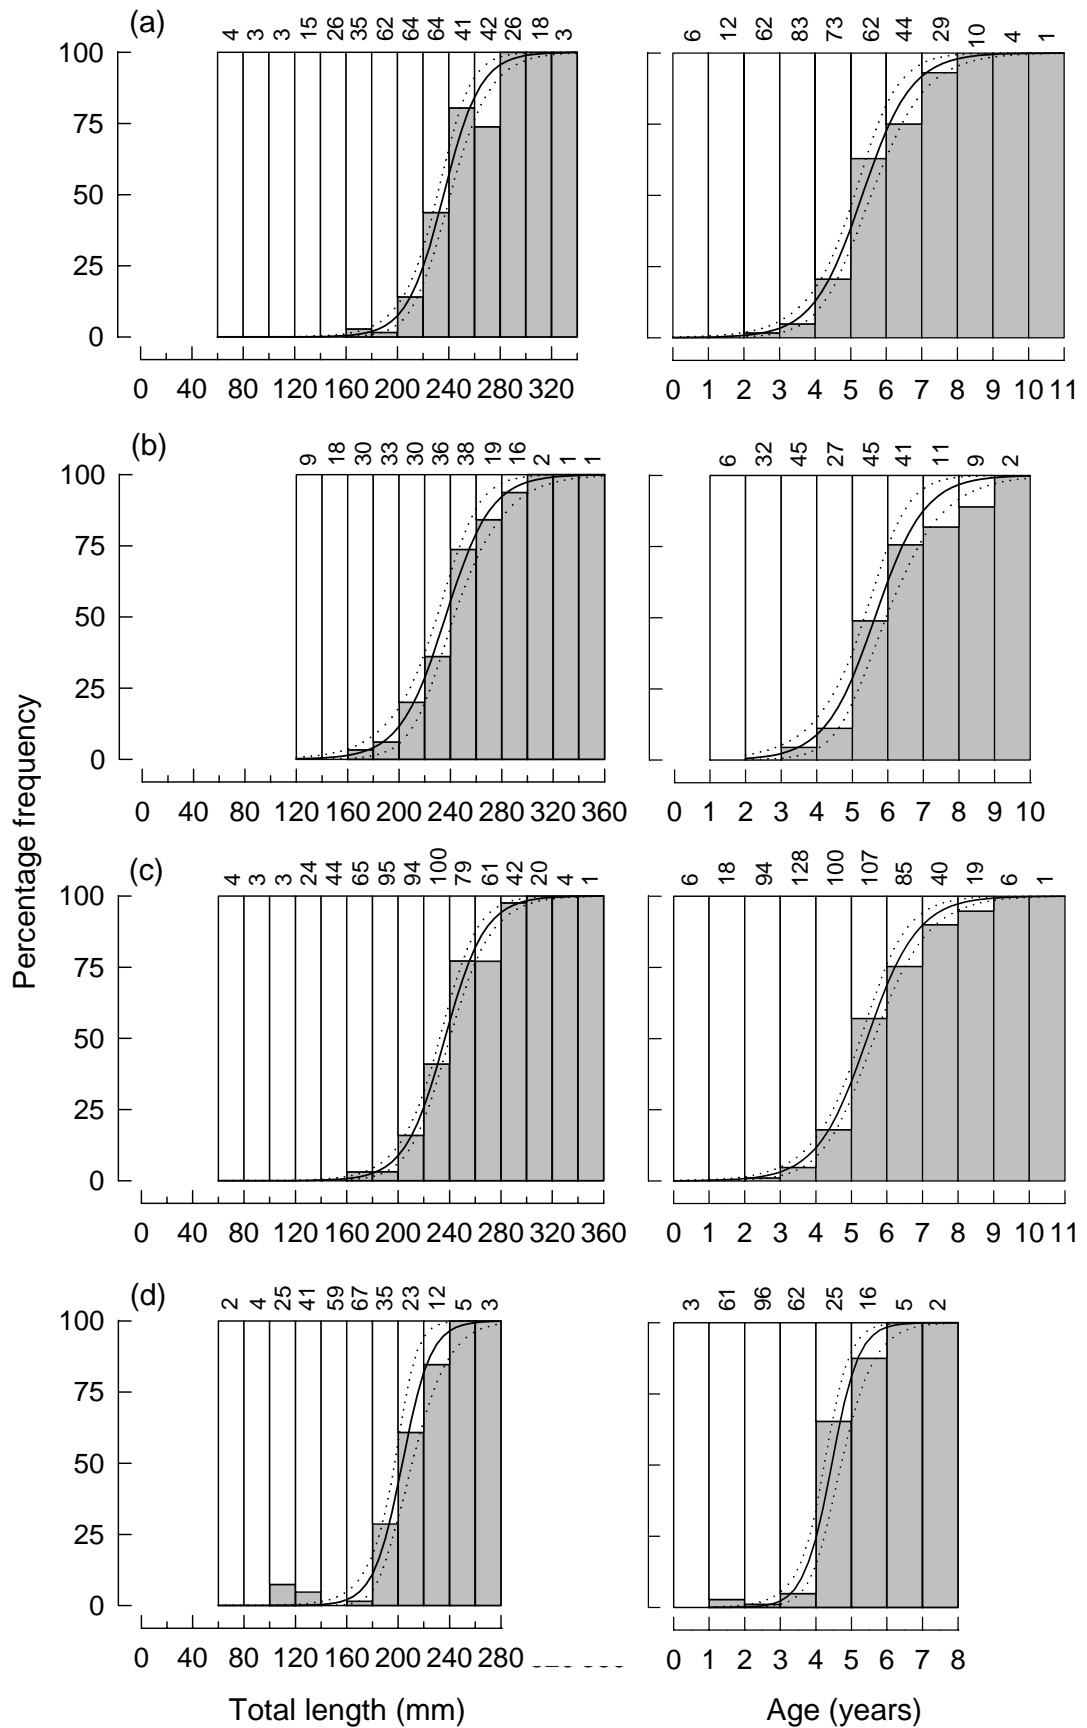 (a)
4 3 3 15 26 35 62 64 64 41 42 26 18 3
6 12 62 83 73 62 44 29 10 4 1
100
75
50
25
0
0 40 80 120 160 200 240 280 320
0 1 2 3 4 5 6 7 8 9 10 11
(b)
9 18 30 33 30 36 38 19 16 2 1 1
6 32 45 27 45 41 11 9 2
100
75
50
25
0
0 40 80 120 160 200 240 280 320 360
0 1 2 3 4 5 6 7 8 9 10
Percentage frequency
(c)
4 3 3 24 44 65 95 94 100 79 61 42 20 4 1
6 18 94 128 100 107 85 40 19 6 1
100
75
50
25
0
0 40 80 120 160 200 240 280 320 360
0 1 2 3 4 5 6 7 8 9 10 11
(d)
2 4 25 41 59 67 35 23 12 5 3
3 61 96 62 25 16 5 2
100
75
50
25
0
0 40 80 120 160 200 240 280
0 1 2 3 4 5 6 7 8
Total length (mm)
Age (years)